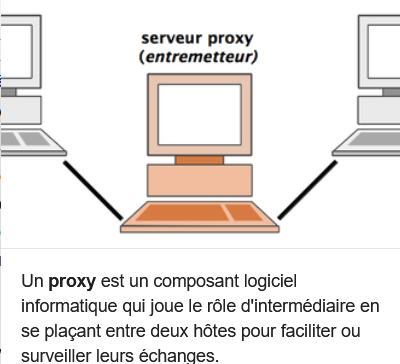 serveur proxy
(entremetteur)
Un proxy est un composant logiciel
informatique qui joue le rôle d'intermédiaire en
se plaçant entre deux hôtes pour faciliter ou
surveiller leurs échanges.